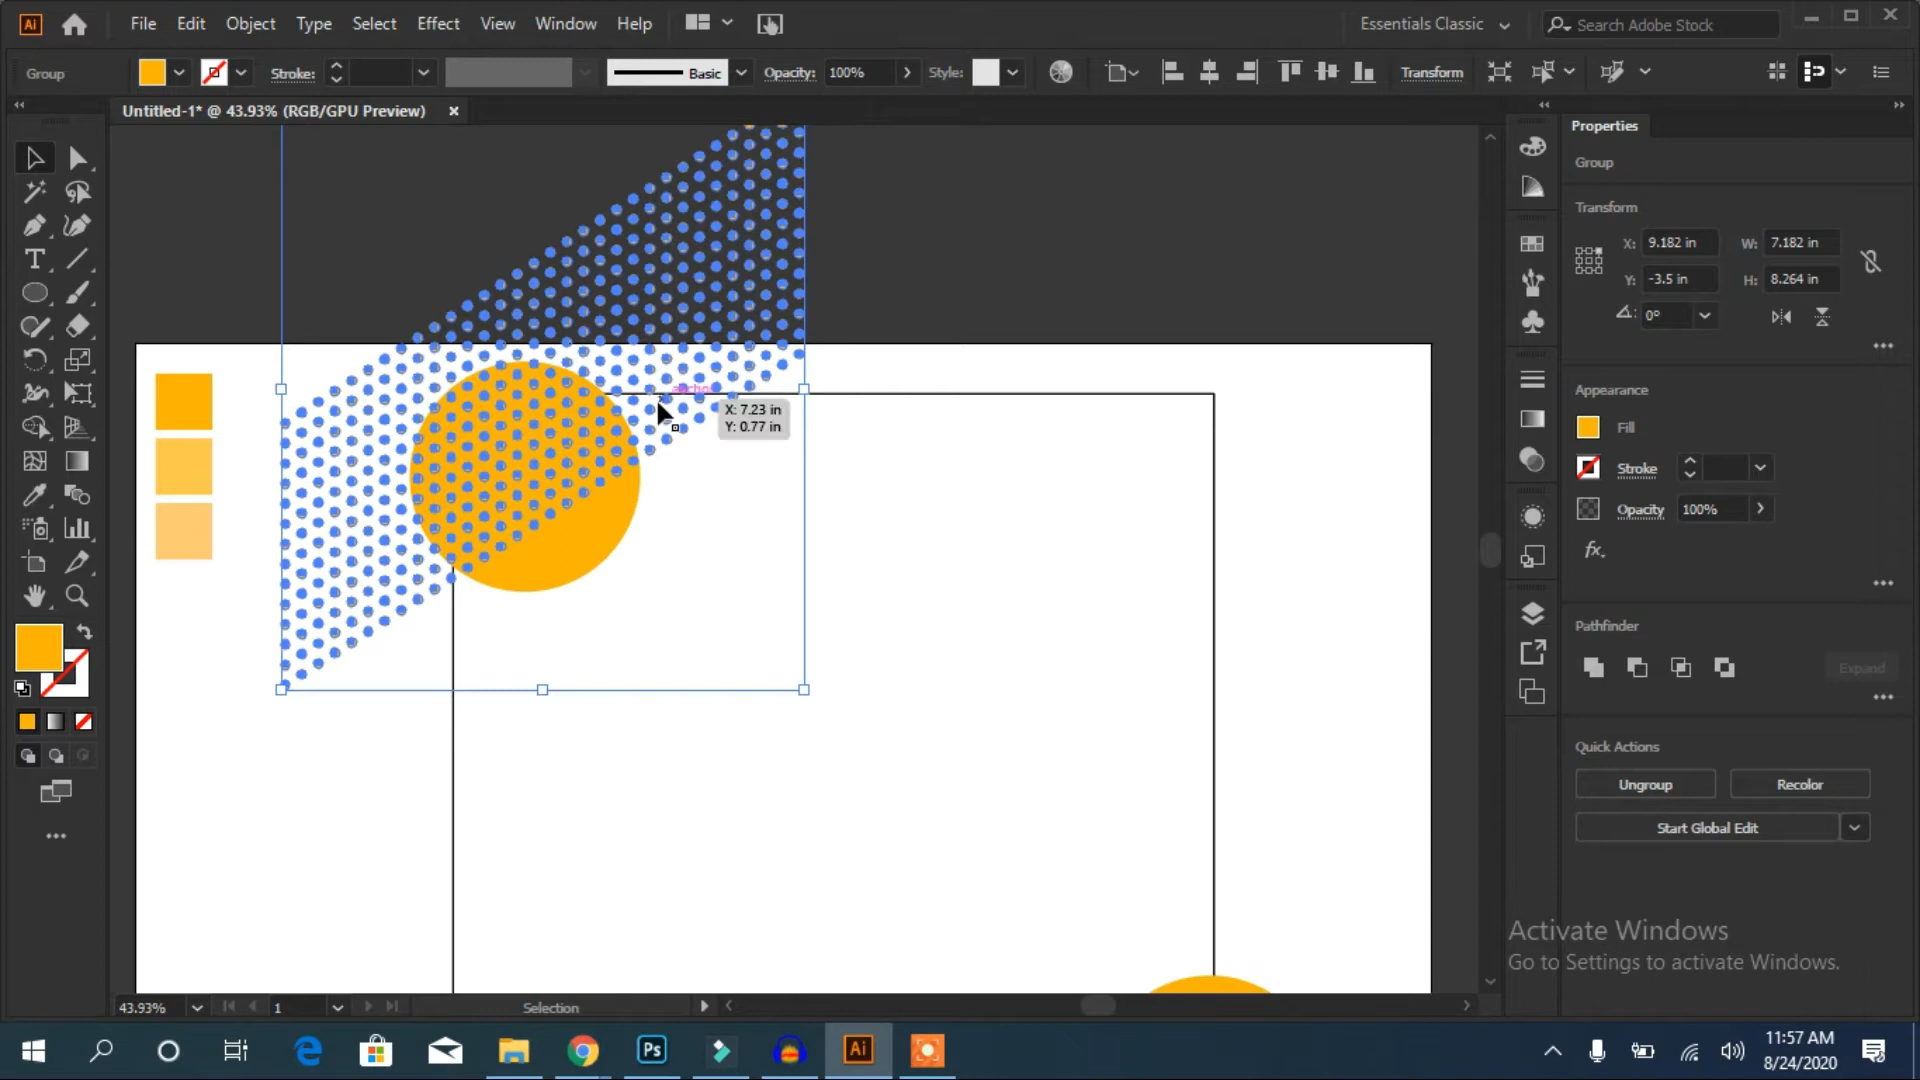 Ai File Edit Object Type Select Effect View Window Help Essentials Classic Search Adobe Stock
Group Stroke: Basic Opacity: 100% Style: Transform
Untitled-1* @ 43.93% (RGB/GPU Preview)
Properties
Group
Transform
X: 9.182 in W: 7.182 in
Y: -3.5 in H: 8.264 in
0°
X: 7.23 in
Y: 0.77 in
Appearance
Fill
Stroke
Opacity 100%
fx.
Pathfinder
Expand
Quick Actions
Ungroup Recolor
Start Global Edit
Activate Windows
Go to Settings to activate Windows.
43.93% 1 Selection
Ps Ai
11:57 AM
8/24/2020